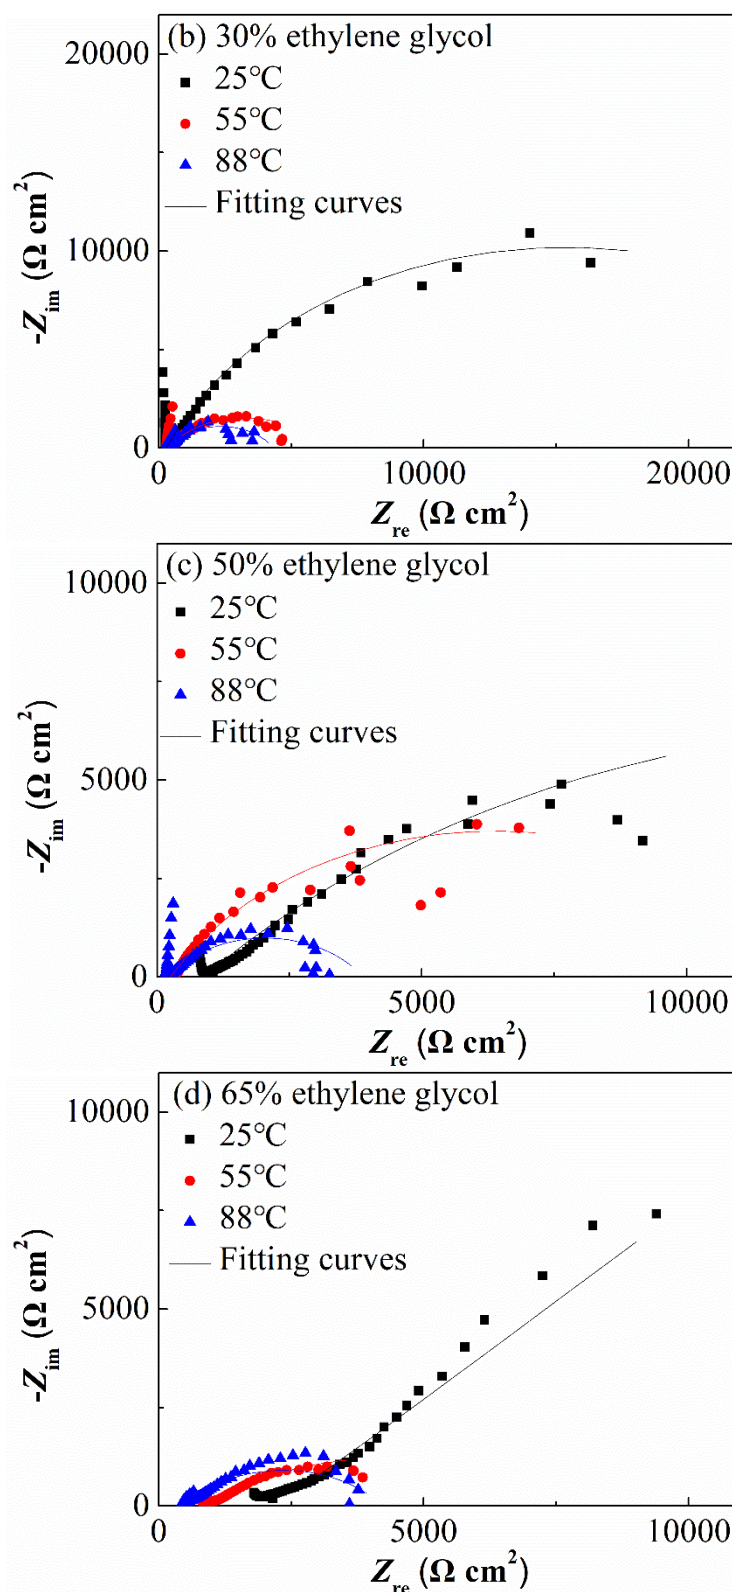 (b) 30% ethylene glycol
25°C
55°C
88°C
Fitting curves
20000
10000
0
-Zim (Ω cm²)
0 10000 20000
Zre (Ω cm²)
(c) 50% ethylene glycol
25°C
55°C
88°C
Fitting curves
10000
5000
0
-Zim (Ω cm²)
0 5000 10000
Zre (Ω cm²)
(d) 65% ethylene glycol
25°C
55°C
88°C
Fitting curves
10000
5000
0
-Zim (Ω cm²)
0 5000 10000
Zre (Ω cm²)